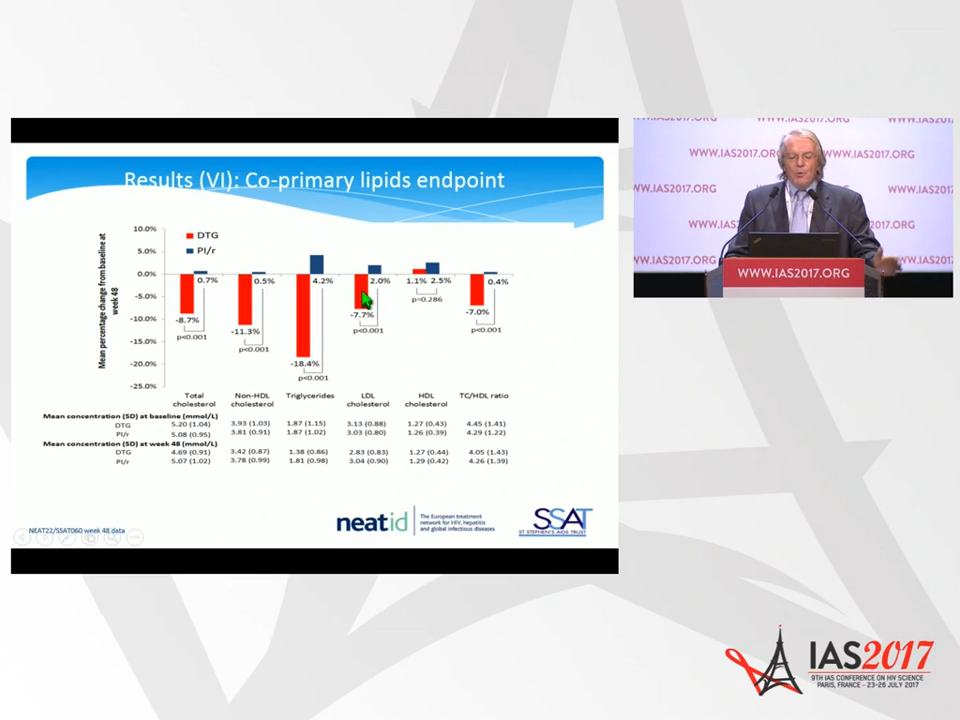 Results (VI): Co-primary lipids endpoint
Mean percentage change from baseline at
week 48
DTG
PI/r
10.0%
5.0%
0.0%
-5.0%
-10.0%
-15.0%
-20.0%
-25.0%
-8.7%
0.7%
p<0.001
-11.3%
0.5%
p<0.001
-18.4%
4.2%
p<0.001
-7.7%
2.0%
p<0.001
1.1%
2.5%
p=0.286
-7.0%
0.4%
p<0.001
Total cholesterol
Non-HDL cholesterol
Triglycerides
LDL cholesterol
HDL cholesterol
TC/HDL ratio
Mean concentration (SD) at baseline (mmol/L)
DTG 5.20 (1.04) 3.93 (1.03) 1.87 (1.15) 3.13 (0.88) 1.27 (0.43) 4.45 (1.41)
PI/r 5.08 (0.95) 3.81 (0.91) 1.87 (1.02) 3.03 (0.80) 1.26 (0.39) 4.29 (1.22)
Mean concentration (SD) at week 48 (mmol/L)
DTG 4.69 (0.91) 3.42 (0.87) 1.38 (0.86) 2.83 (0.83) 1.27 (0.44) 4.05 (1.43)
PI/r 5.07 (1.02) 3.78 (0.99) 1.81 (0.98) 3.04 (0.90) 1.29 (0.42) 4.26 (1.39)
NEAT22/SSAT060 week 48 data
neatid
The European treatment
network for HIV, hepatitis
and global infectious diseases
SSAT
ST STEPHEN'S AIDS TRUST
WWW.IAS2017.ORG
WWW.IAS2017.ORG
WWW.IAS2017.ORG
WWW.IAS2017.ORG
WWW.IAS2017.ORG
IAS2017
9TH IAS CONFERENCE ON HIV SCIENCE
PARIS, FRANCE - 23-26 JULY 2017